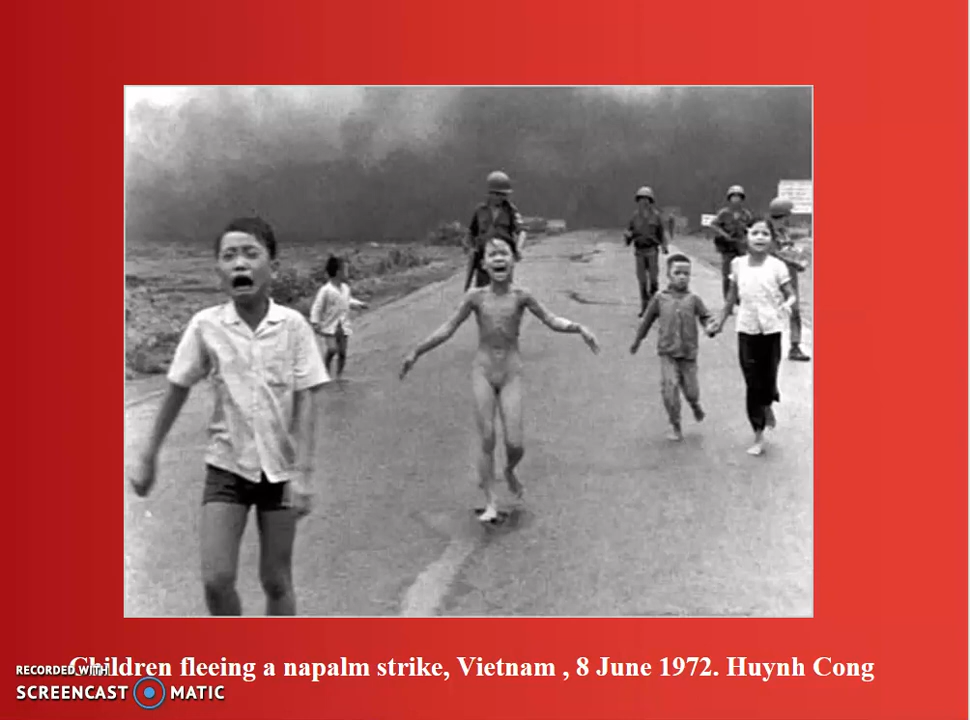 Children fleeing a napalm strike, Vietnam , 8 June 1972. Huynh Cong
RECORDED WITH
SCREENCAST MATIC